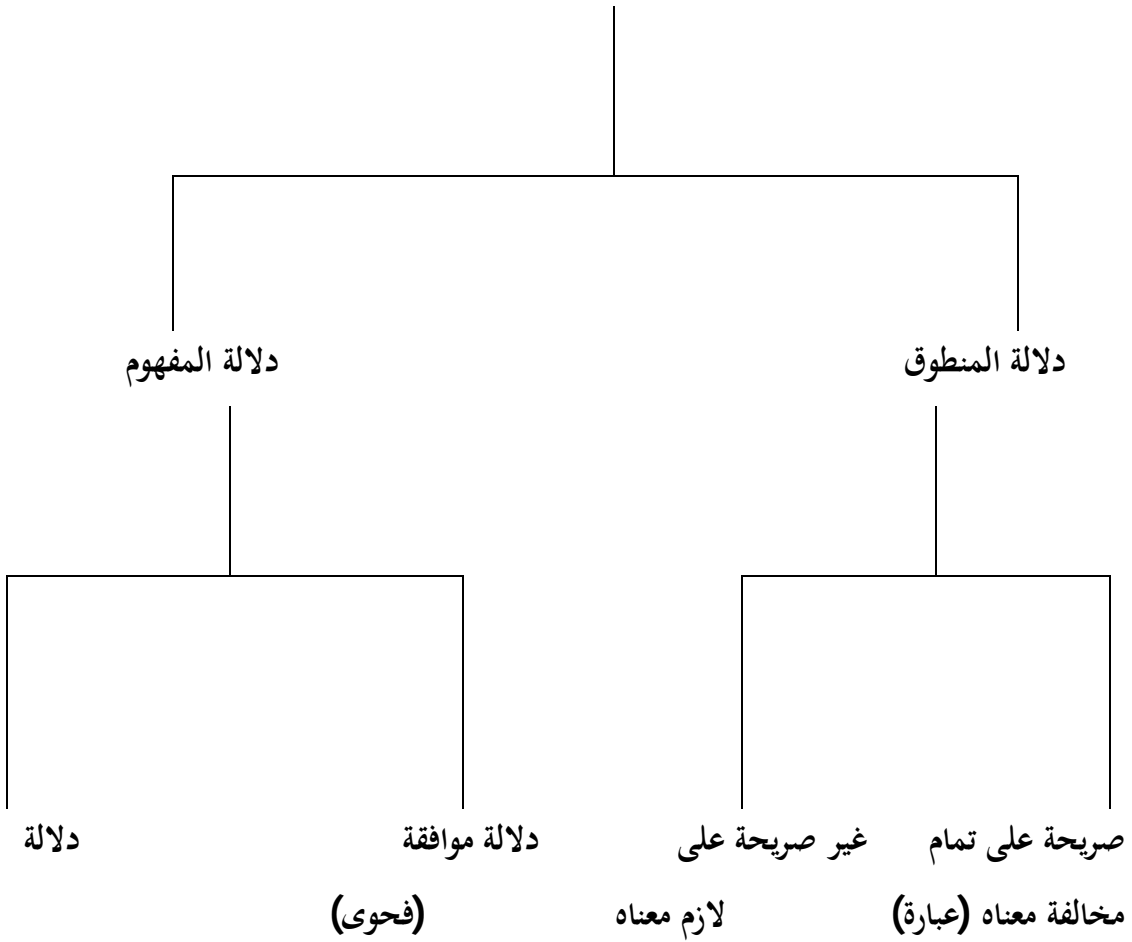 دلالة المنطوق دلالة المفهوم
صريحة على تمام غير صريحة على دلالة موافقة دلالة
مخالفة معناه (عبارة) لازم معناه (فحوى)